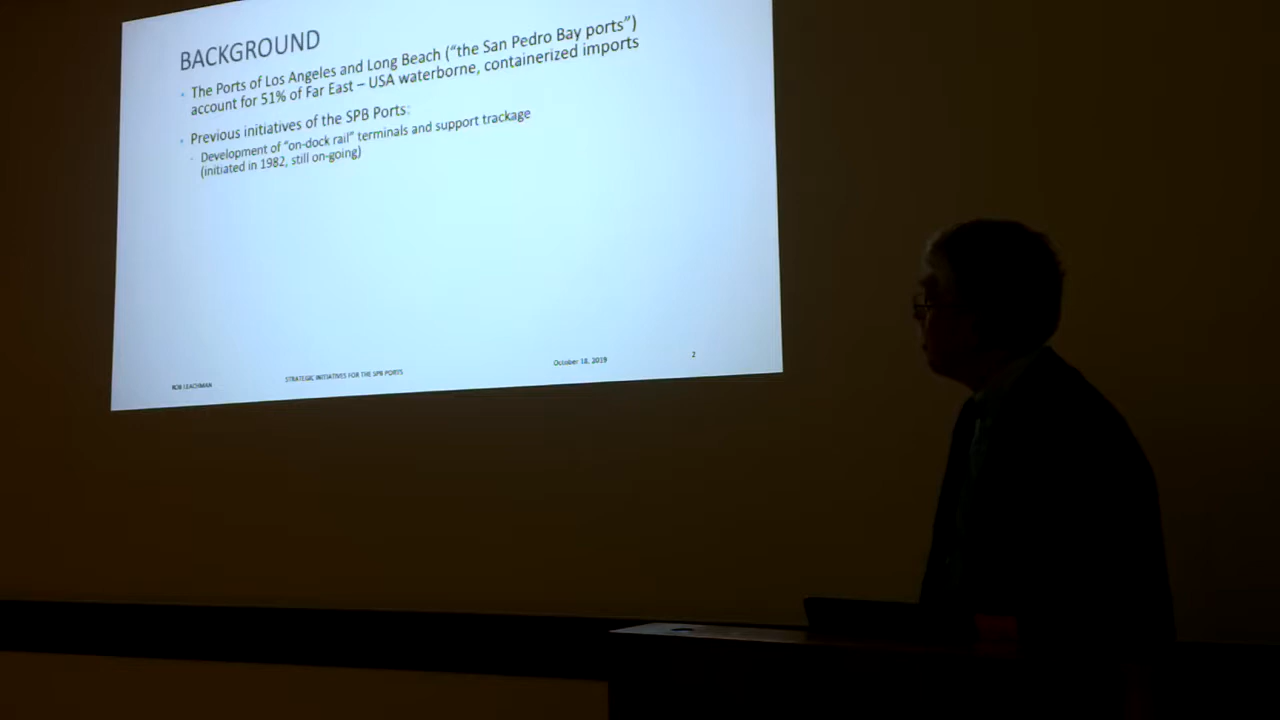 BACKGROUND
The Ports of Los Angeles and Long Beach (“the San Pedro Bay ports”)
account for 51% of Far East – USA waterborne, containerized imports
Previous initiatives of the SPB Ports:
Development of “on-dock rail” terminals and support trackage
(initiated in 1982, still on-going)
ROB LEACHMAN
STRATEGIC INITIATIVES FOR THE SPB PORTS
October 18, 2019
2